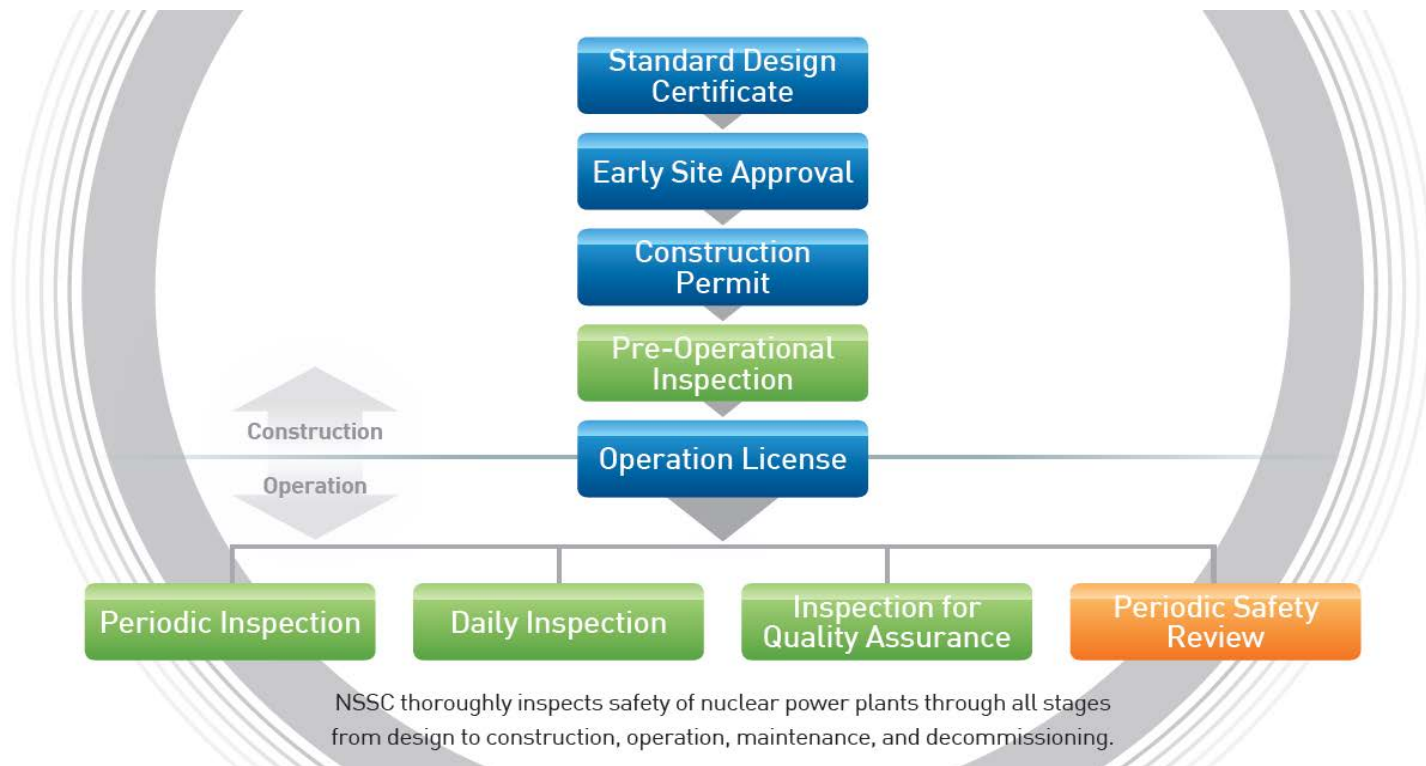 Standard Design
Certificate
Early Site Approval
Construction
Permit
Pre-Operational
Inspection
Construction
Operation License
Operation
Periodic Inspection
Daily Inspection
Inspection for
Quality Assurance
Periodic Safety
Review
NSSC thoroughly inspects safety of nuclear power plants through all stages
from design to construction, operation, maintenance, and decommissioning.